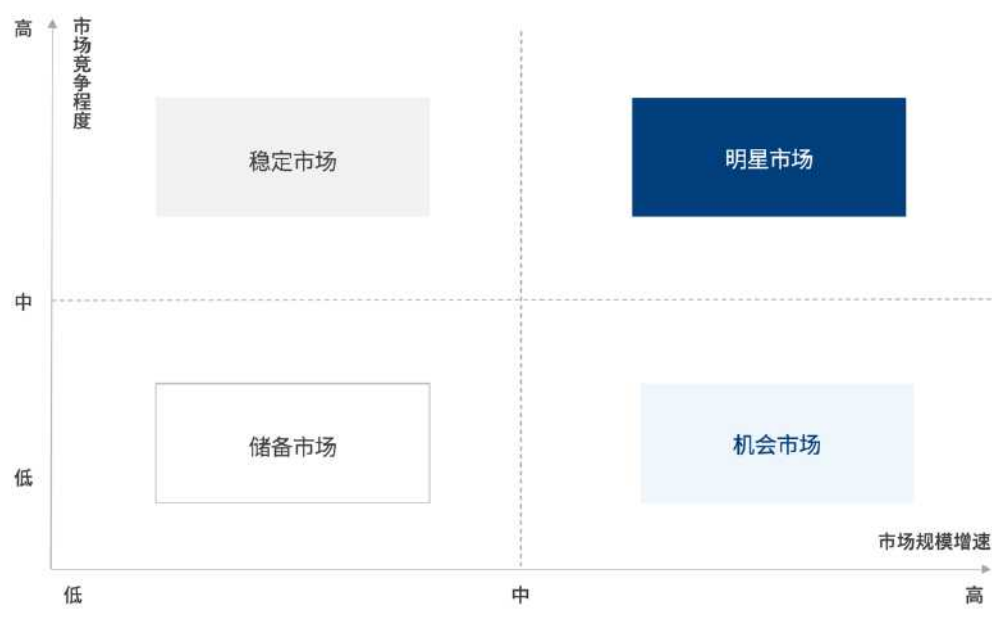 高
市场竞争程度
稳定市场
明星市场
中
储备市场
机会市场
低
市场规模增速
低
中
高